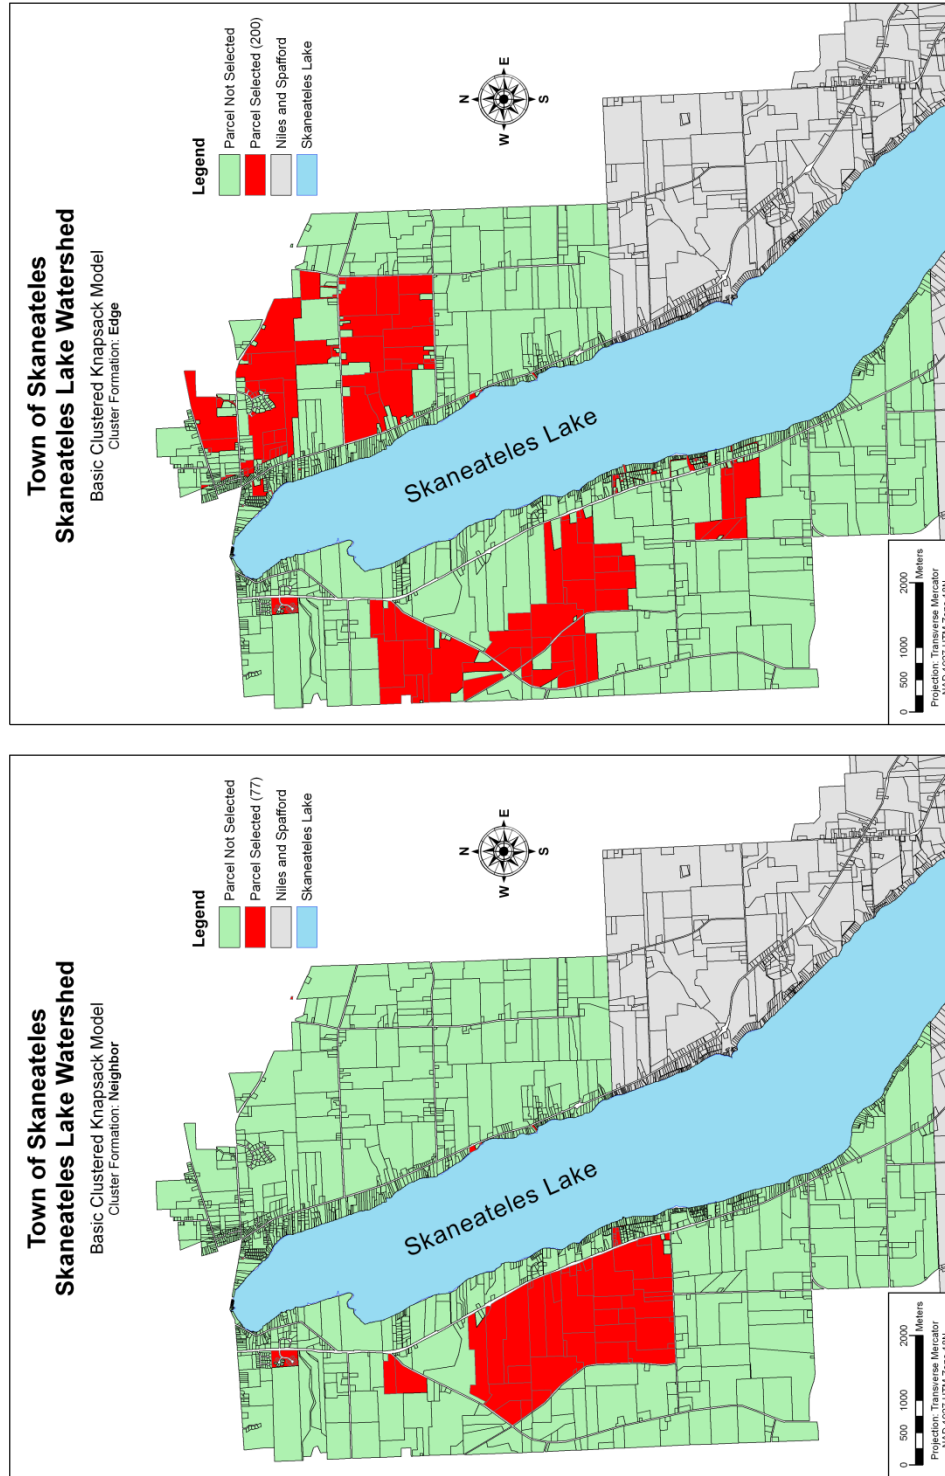 Town of Skaneateles
Skaneateles Lake Watershed
Basic Clustered Knapsack Model
Cluster Formation: Edge
Legend
Parcel Not Selected
Parcel Selected (200)
Niles and Spafford
Skaneateles Lake
N
W E
S
Skaneateles Lake
0 500 1000 2000
Meters
Projection: Transverse Mercator
Town of Skaneateles
Skaneateles Lake Watershed
Basic Clustered Knapsack Model
Cluster Formation: Neighbor
Legend
Parcel Not Selected
Parcel Selected (77)
Niles and Spafford
Skaneateles Lake
N
W E
S
Skaneateles Lake
0 500 1000 2000
Meters
Projection: Transverse Mercator